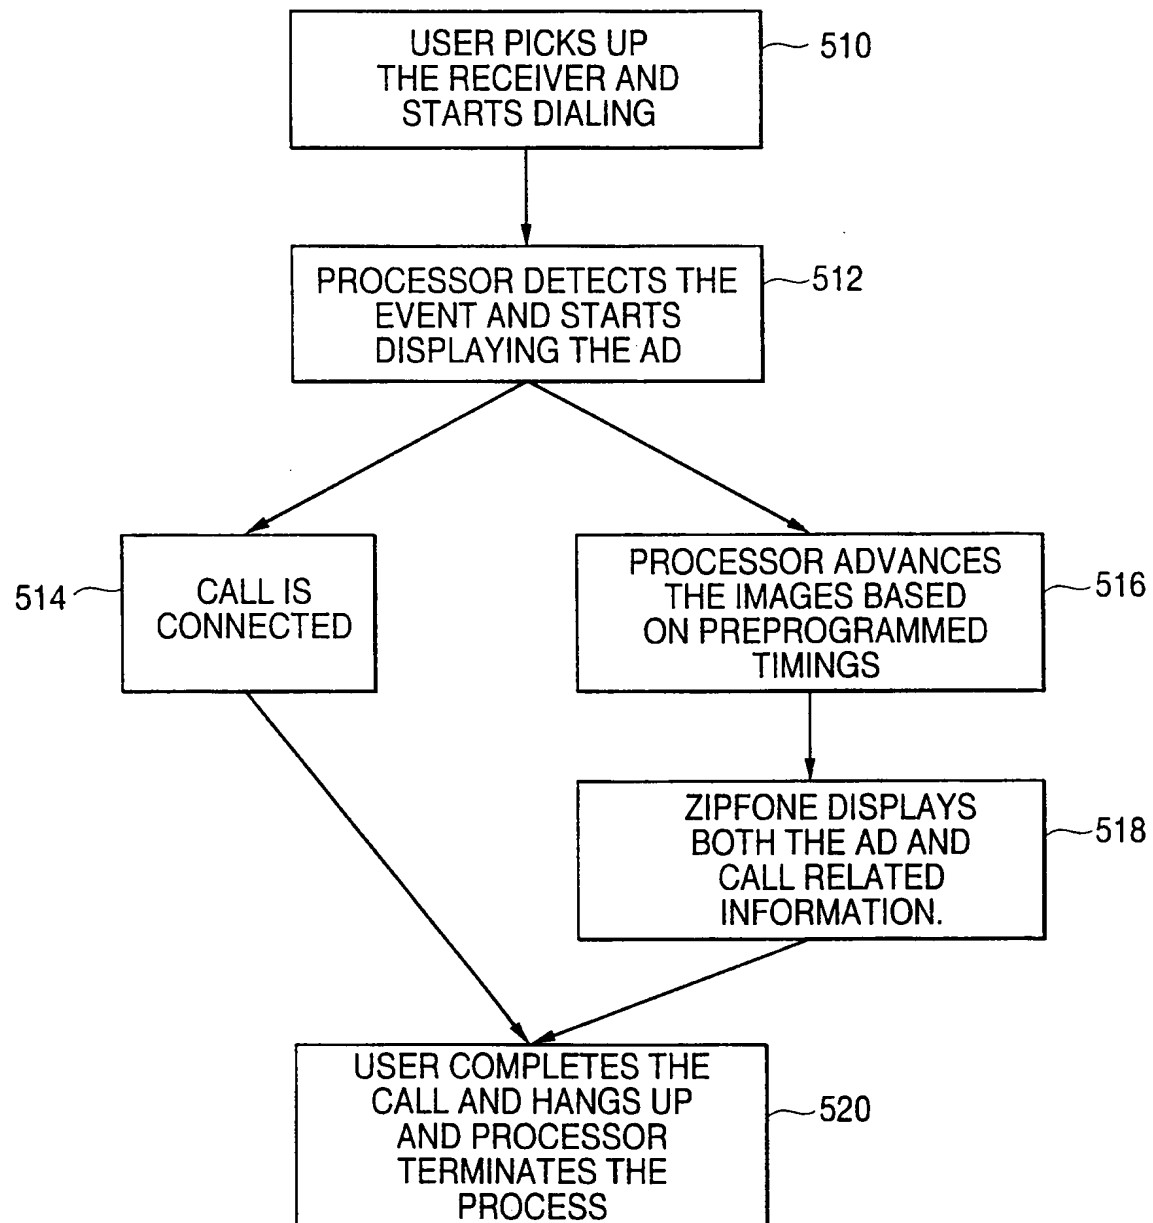 USER PICKS UP
THE RECEIVER AND
STARTS DIALING
510
PROCESSOR DETECTS THE
EVENT AND STARTS
DISPLAYING THE AD
512
514
CALL IS
CONNECTED
PROCESSOR ADVANCES
THE IMAGES BASED
ON PREPROGRAMMED
TIMINGS
516
ZIPFONE DISPLAYS
BOTH THE AD AND
CALL RELATED
INFORMATION.
518
USER COMPLETES THE
CALL AND HANGS UP
AND PROCESSOR
TERMINATES THE
PROCESS
520